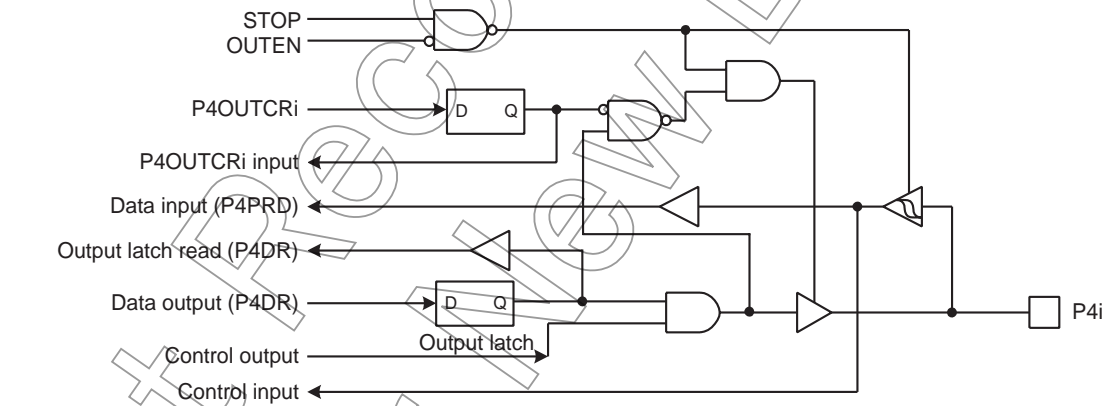 STOP
OUTEN
P4OUTCRi
D Q
P4OUTCRi input
Data input (P4PRD)
Output latch read (P4DR)
Data output (P4DR)
D Q
P4i
Output latch
Control output
Control input